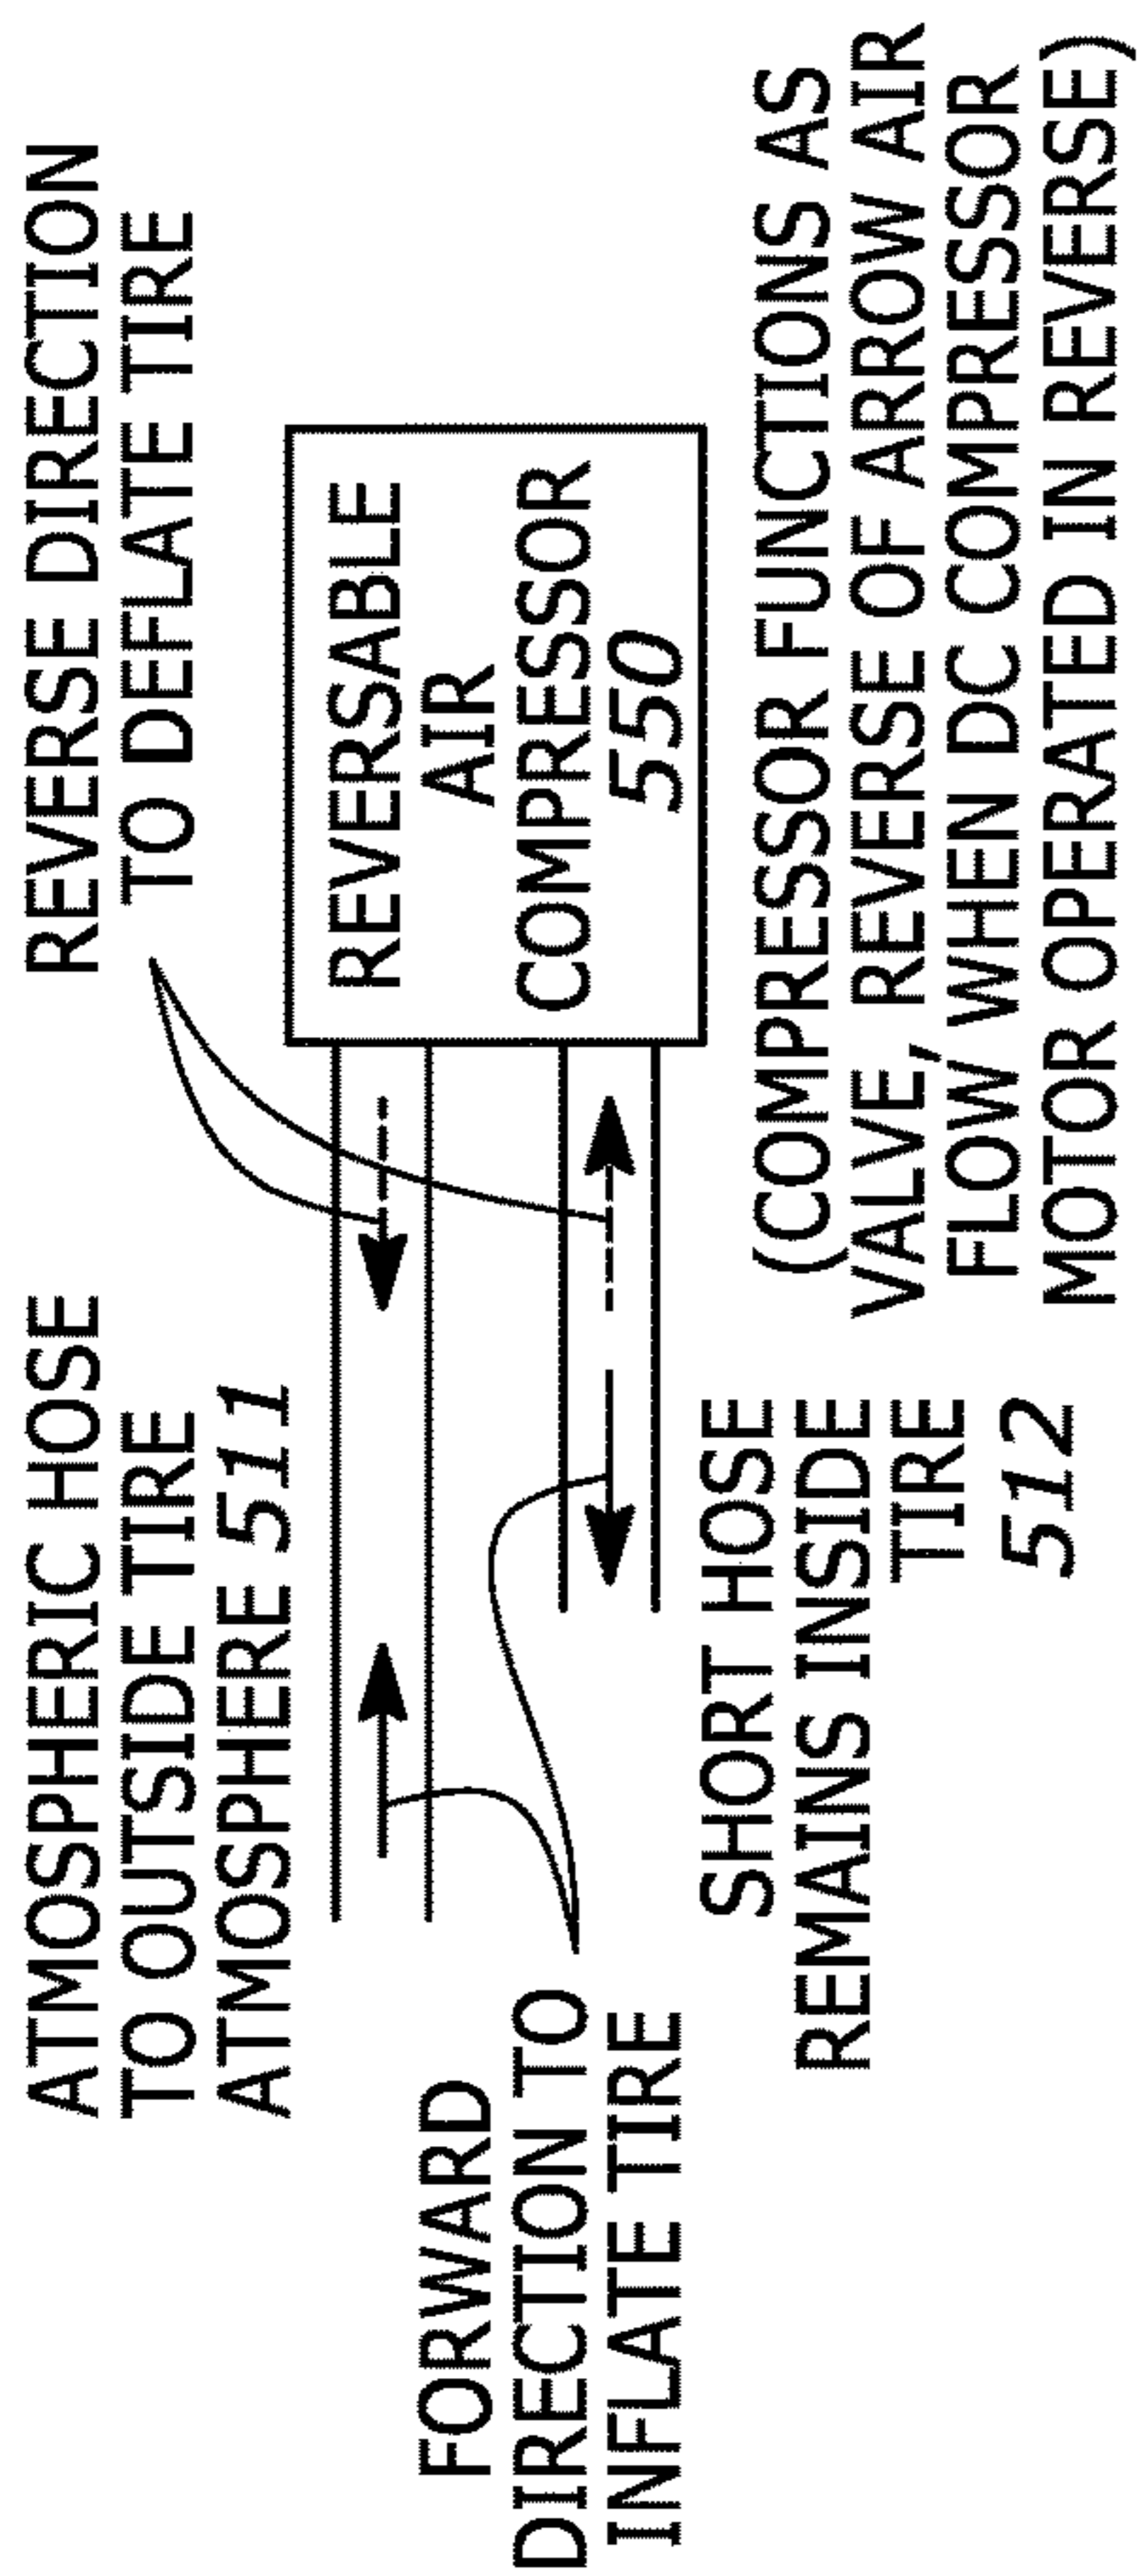 ATMOSPHERIC HOSE
TO OUTSIDE TIRE
ATMOSPHERE 511
REVERSE DIRECTION
TO DEFLATE TIRE
FORWARD
DIRECTION TO
INFLATE TIRE
REVERSABLE
AIR
COMPRESSOR
550
SHORT HOSE
REMAINS INSIDE
TIRE
512
(COMPRESSOR FUNCTIONS AS
VALVE, REVERSE OF ARROW AIR
FLOW, WHEN DC COMPRESSOR
MOTOR OPERATED IN REVERSE)